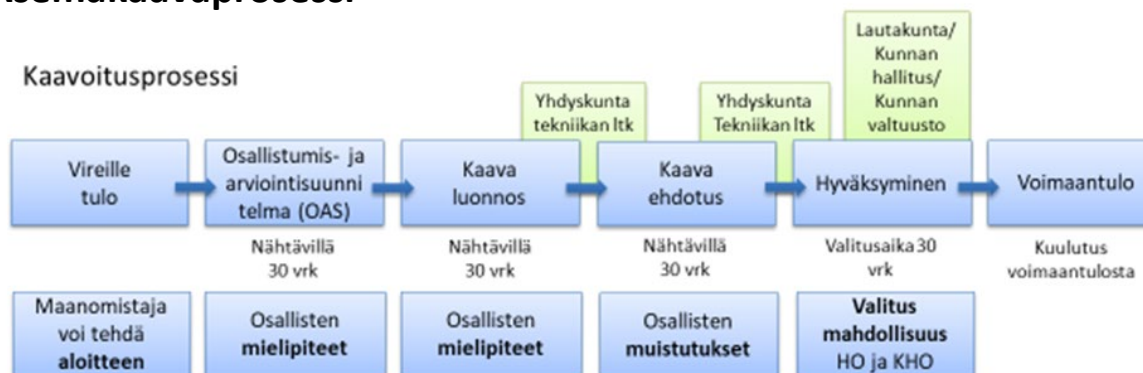 Asemakaavaprosessi
Kaavoitusprosessi
Lautakunta/
Kunnan
hallitus/
Kunnan
valtuusto
Yhdyskunta
tekniikan ltk
Yhdyskunta
Tekniikan ltk
Vireille
tulo
Osallistumis- ja
arviointisuunni
telma (OAS)
Kaava
luonnos
Kaava
ehdotus
Hyväksyminen
Voimaantulo
Nähtävillä
30 vrk
Nähtävillä
30 vrk
Nähtävillä
30 vrk
Valitusaika 30
vrk
Kuulutus
voimaantulosta
Maanomistaja
voi tehdä
aloitteen
Osallisten
mielipiteet
Osallisten
mielipiteet
Osallisten
muistutukset
Valitus
mahdollisuus
HO ja KHO